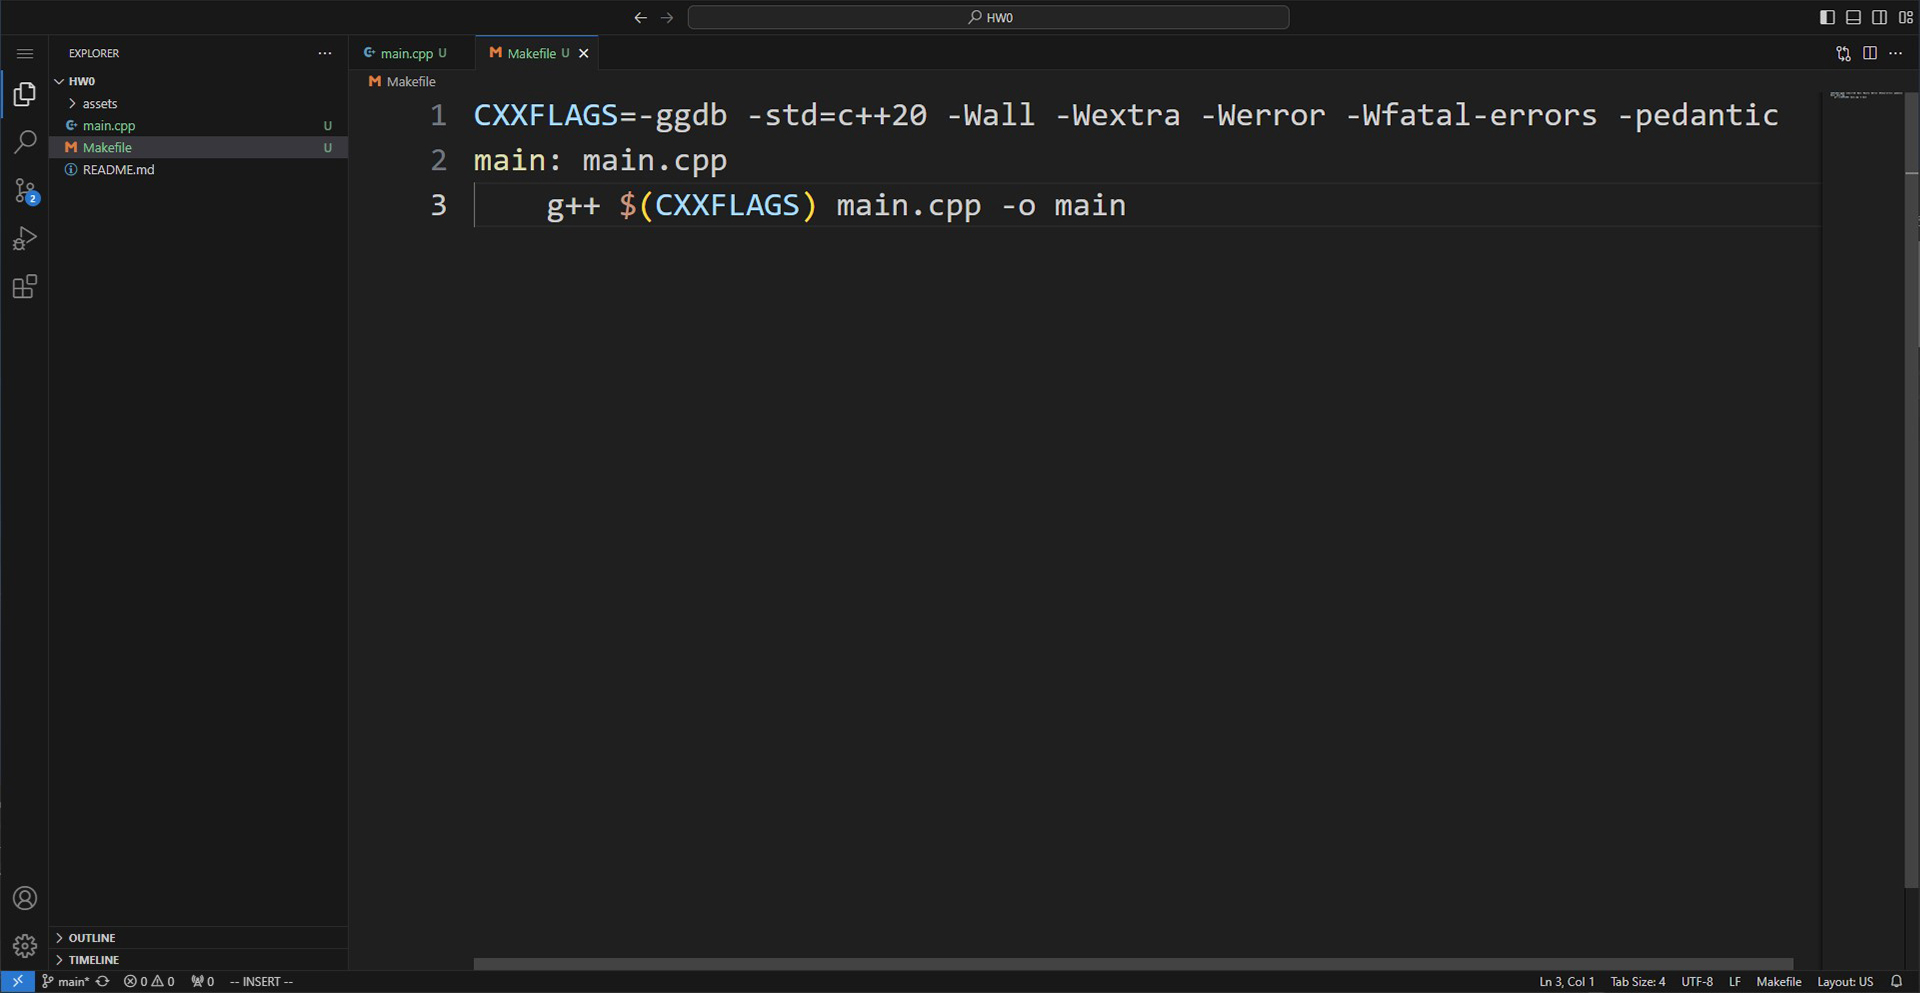 HW0
EXPLORER
main.cpp U
Makefile U
HW0
Makefile
assets
main.cpp U
Makefile U
README.md
1 CXXFLAGS=-ggdb -std=c++20 -Wall -Wextra -Werror -Wfatal-errors -pedantic
2 main: main.cpp
3 g++ $(CXXFLAGS) main.cpp -o main
2
OUTLINE
TIMELINE
main* 0 0 0 -- INSERT -- Ln 3, Col 1 Tab Size: 4 UTF-8 LF Makefile Layout: US